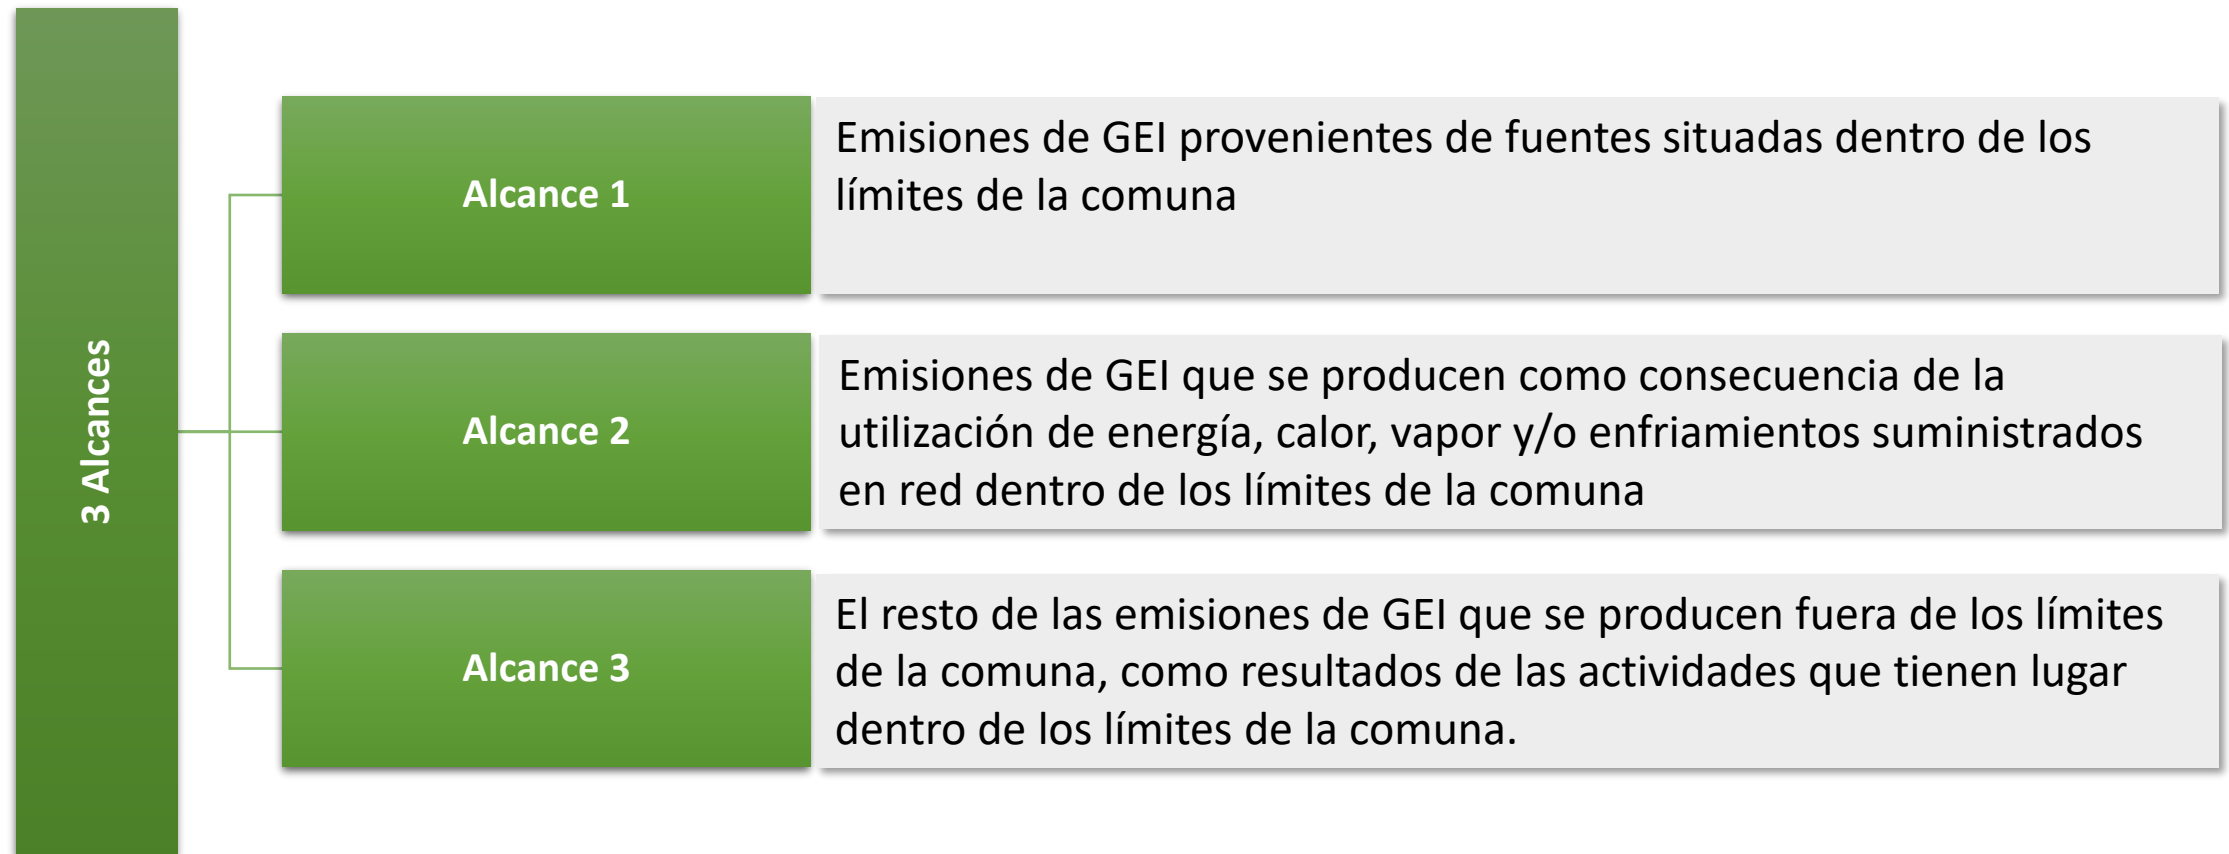 3 Alcances
Alcance 1
Emisiones de GEI provenientes de fuentes situadas dentro de los
límites de la comuna
Alcance 2
Emisiones de GEI que se producen como consecuencia de la
utilización de energía, calor, vapor y/o enfriamientos suministrados
en red dentro de los límites de la comuna
Alcance 3
El resto de las emisiones de GEI que se producen fuera de los límites
de la comuna, como resultados de las actividades que tienen lugar
dentro de los límites de la comuna.